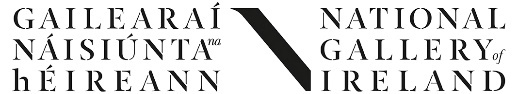 GAILEARAÍ
NÁISIÚNTA na
hÉIREANN
NATIONAL
GALLERY of
IRELAND